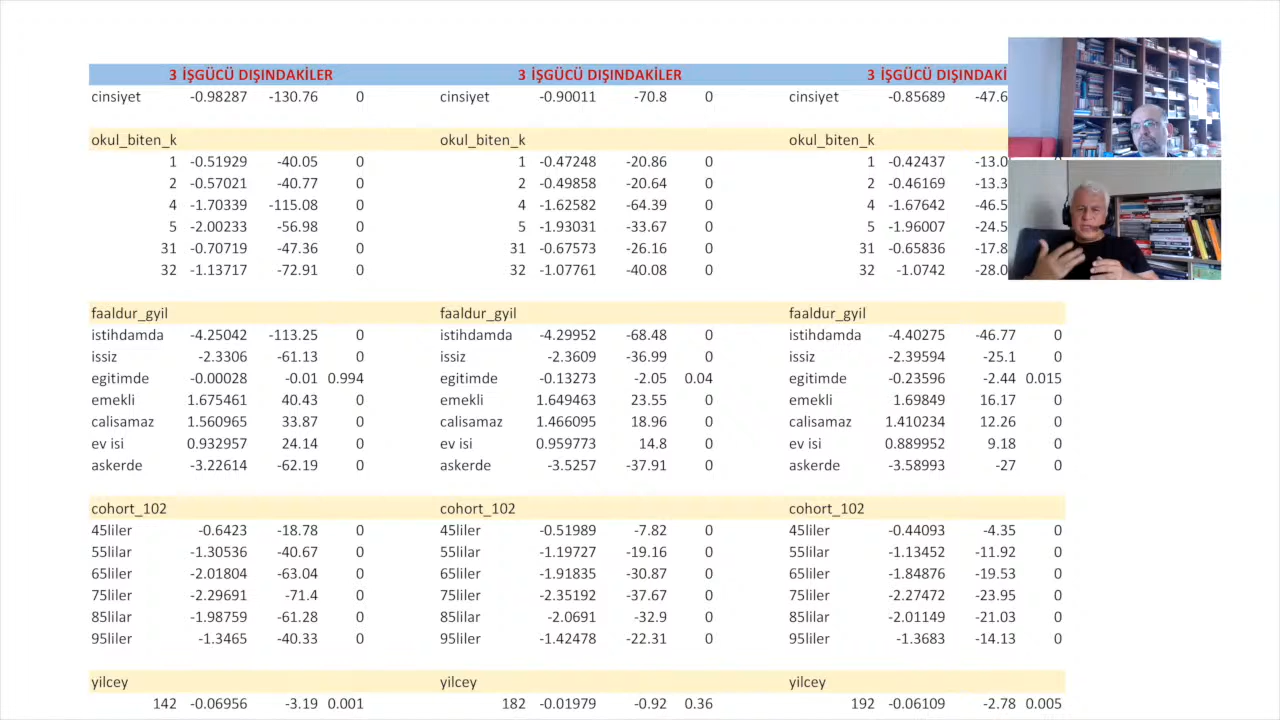 3 İŞGÜCÜ DIŞINDAKİLER 3 İŞGÜCÜ DIŞINDAKİLER 3 İŞGÜCÜ DIŞINDAKİ
cinsiyet -0.98287 -130.76 0 cinsiyet -0.90011 -70.8 0 cinsiyet -0.85689 -47.6
okul_biten_k okul_biten_k okul_biten_k
1 -0.51929 -40.05 0 1 -0.47248 -20.86 0 1 -0.42437 -13.0
2 -0.57021 -40.77 0 2 -0.49858 -20.64 0 2 -0.46169 -13.3
4 -1.70339 -115.08 0 4 -1.62582 -64.39 0 4 -1.67642 -46.5
5 -2.00233 -56.98 0 5 -1.93031 -33.67 0 5 -1.96007 -24.5
31 -0.70719 -47.36 0 31 -0.67573 -26.16 0 31 -0.65836 -17.8
32 -1.13717 -72.91 0 32 -1.07761 -40.08 0 32 -1.0742 -28.0
faaldur_gyil faaldur_gyil faaldur_gyil
istihdamda -4.25042 -113.25 0 istihdamda -4.29952 -68.48 0 istihdamda -4.40275 -46.77 0
issiz -2.3306 -61.13 0 issiz -2.3609 -36.99 0 issiz -2.39594 -25.1 0
egitimde -0.00028 -0.01 0.994 egitimde -0.13273 -2.05 0.04 egitimde -0.23596 -2.44 0.015
emekli 1.675461 40.43 0 emekli 1.649463 23.55 0 emekli 1.69849 16.17 0
calisamaz 1.560965 33.87 0 calisamaz 1.466095 18.96 0 calisamaz 1.410234 12.26 0
ev isi 0.932957 24.14 0 ev isi 0.959773 14.8 0 ev isi 0.889952 9.18 0
askerde -3.22614 -62.19 0 askerde -3.5257 -37.91 0 askerde -3.58993 -27 0
cohort_102 cohort_102 cohort_102
45liler -0.6423 -18.78 0 45liler -0.51989 -7.82 0 45liler -0.44093 -4.35 0
55lilar -1.30536 -40.67 0 55lilar -1.19727 -19.16 0 55lilar -1.13452 -11.92 0
65liler -2.01804 -63.04 0 65liler -1.91835 -30.87 0 65liler -1.84876 -19.53 0
75liler -2.29691 -71.4 0 75liler -2.35192 -37.67 0 75liler -2.27472 -23.95 0
85lilar -1.98759 -61.28 0 85lilar -2.0691 -32.9 0 85lilar -2.01149 -21.03 0
95liler -1.3465 -40.33 0 95liler -1.42478 -22.31 0 95liler -1.3683 -14.13 0
yilcey yilcey yilcey
142 -0.06956 -3.19 0.001 182 -0.01979 -0.92 0.36 192 -0.06109 -2.78 0.005